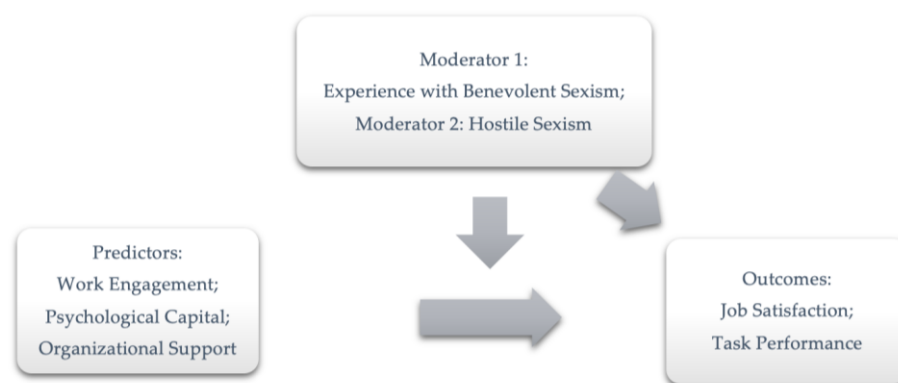 Moderator 1:
Experience with Benevolent Sexism;
Moderator 2: Hostile Sexism
Predictors:
Work Engagement;
Psychological Capital;
Organizational Support
Outcomes:
Job Satisfaction;
Task Performance